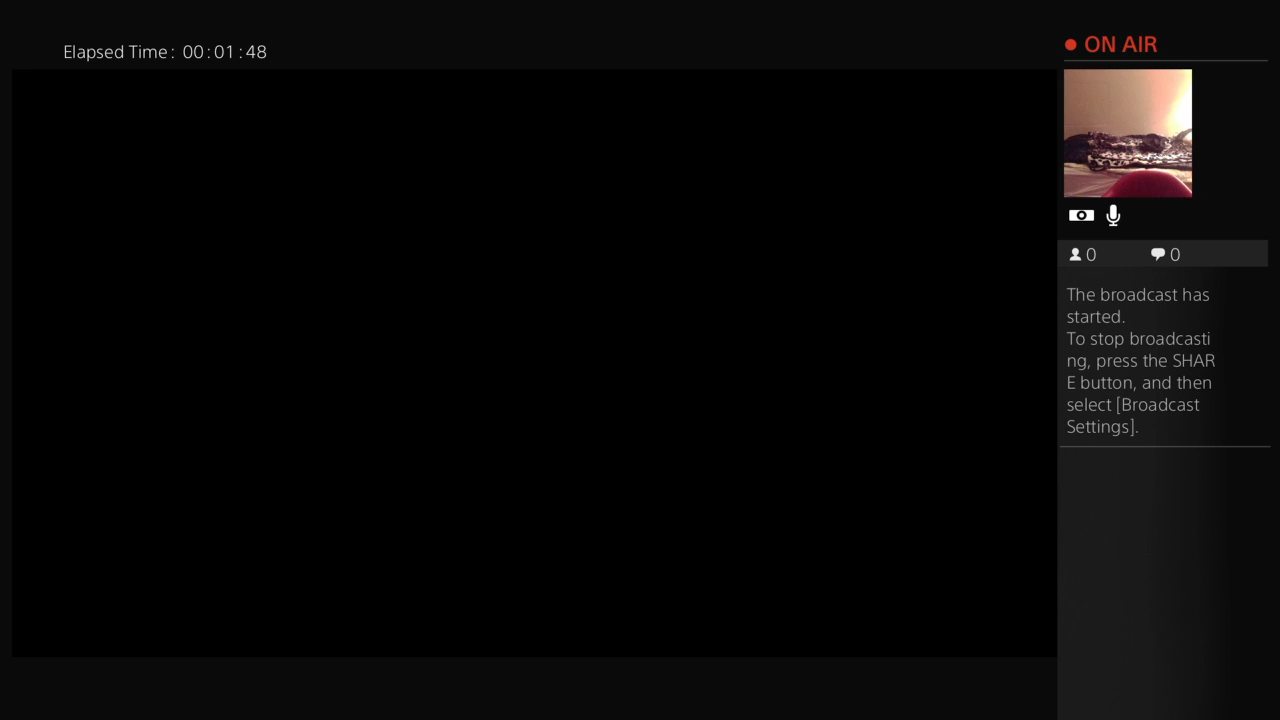 Elapsed Time: 00:01:48
ON AIR
0 0
The broadcast has
started.
To stop broadcasti
ng, press the SHAR
E button, and then
select [Broadcast
Settings].